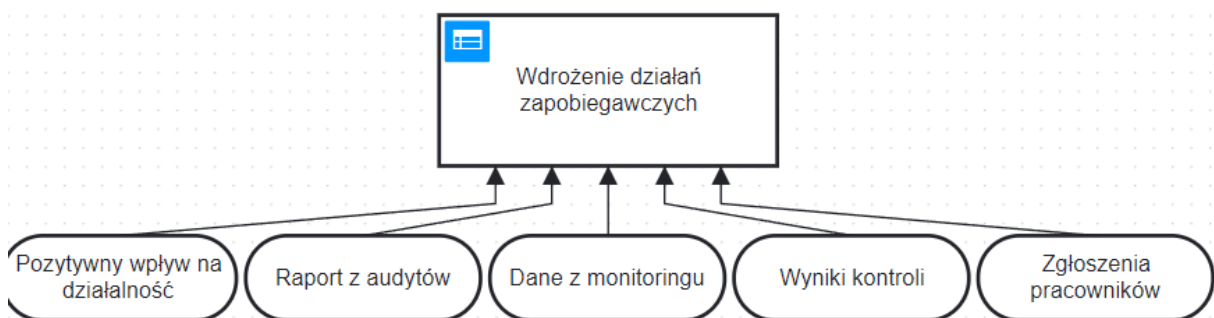 Wdrożenie działań
zapobiegawczych
Pozytywny wpływ na
działalność
Raport z audytów
Dane z monitoringu
Wyniki kontroli
Zgłoszenia
pracowników